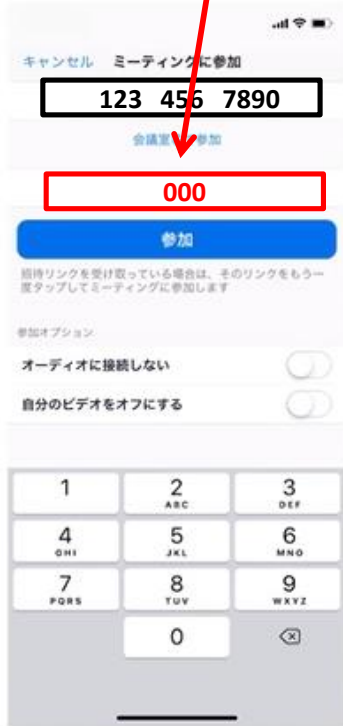 キャンセル ミーティングに参加
123 456 7890
会議室 参加
000
参加
招待リンクを受け取っている場合は、そのリンクをもう一
度タップしてミーティングに参加します
参加オプション
オーディオに接続しない
自分のビデオをオフにする
1 2 3
ABC DEF
4 5 6
GHI JKL MNO
7 8 9
PQRS TUV WXYZ
0